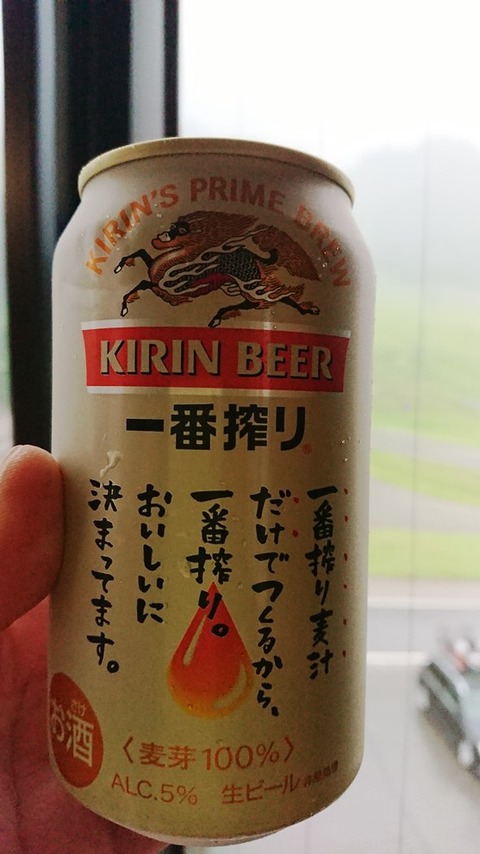 KIRIN'S PRIME BREW
KIRIN BEER
一番搾り
一番搾り麦汁
だけでつくるから、
一番搾り。
おいしいに
決まってます。
お酒
〈麦芽100%〉
ALC.5% 生ビール